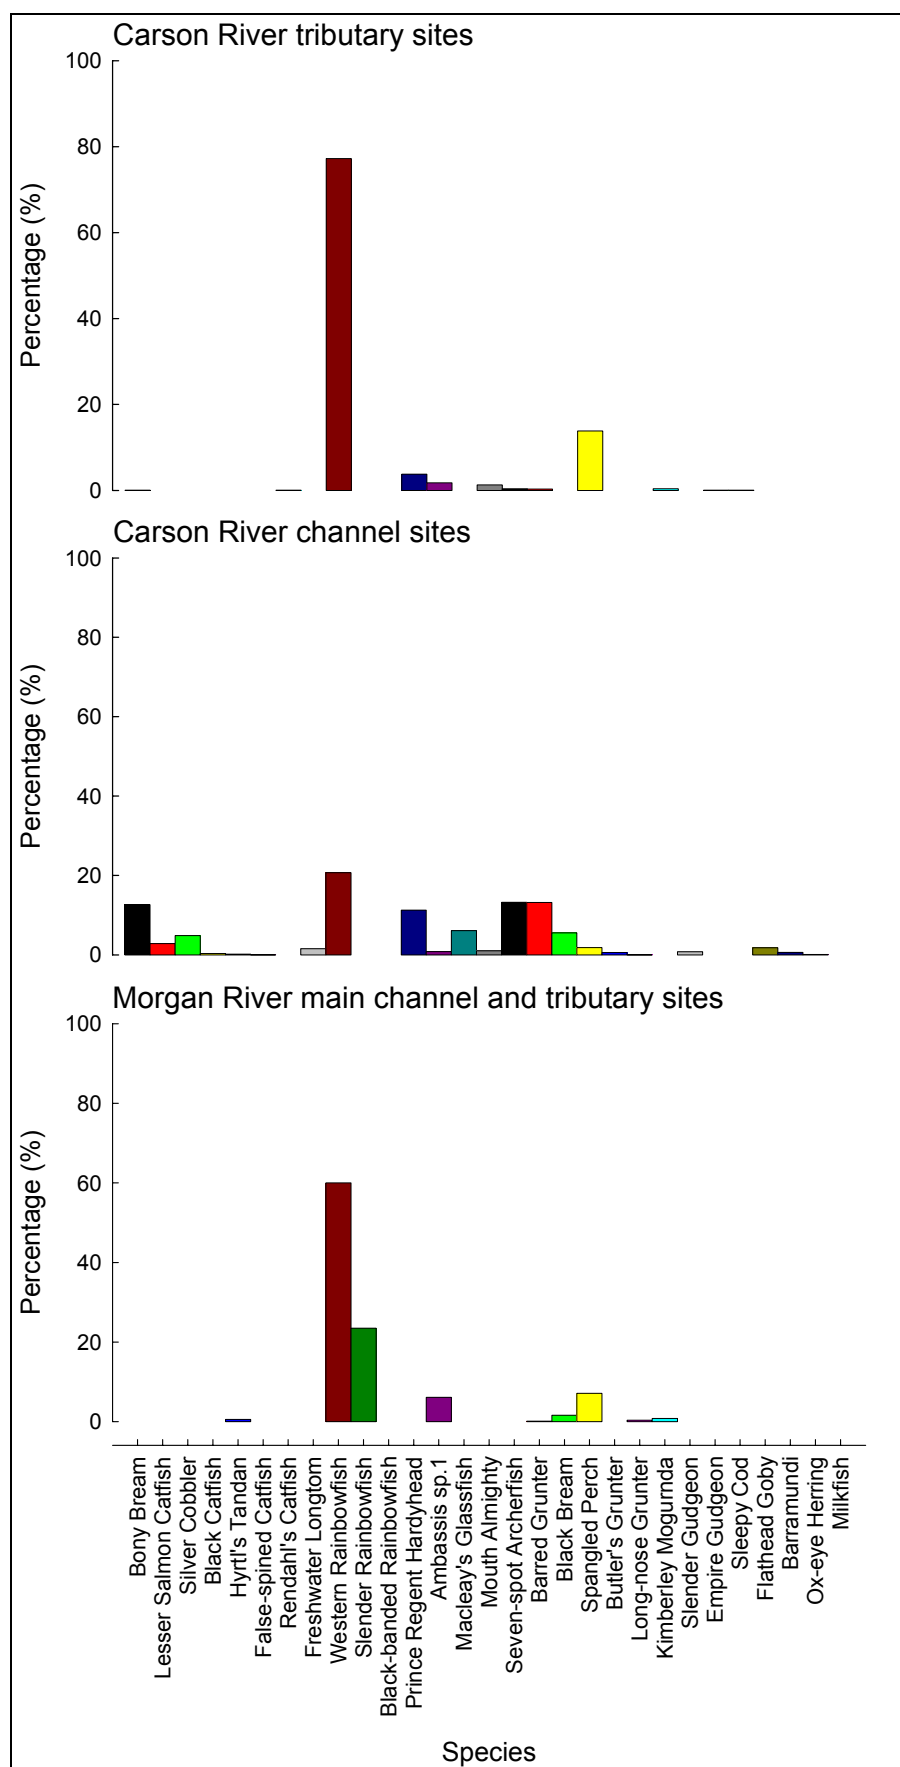 Carson River tributary sites
100
80
60
40
20
0
Percentage (%)
Carson River channel sites
100
80
60
40
20
0
Percentage (%)
Morgan River main channel and tributary sites
100
80
60
40
20
0
Percentage (%)
Bony Bream
Lesser Salmon Catfish
Silver Cobbler
Black Catfish
Hyrtl's Tandan
False-spined Catfish
Rendahl's Catfish
Freshwater Longtom
Western Rainbowfish
Slender Rainbowfish
Black-banded Rainbowfish
Prince Regent Hardyhead
Ambassis sp.1
Macleay's Glassfish
Mouth Almighty
Seven-spot Archerfish
Barred Grunter
Black Bream
Spangled Perch
Butler's Grunter
Long-nose Grunter
Kimberley Mogurnda
Slender Gudgeon
Empire Gudgeon
Sleepy Cod
Flathead Goby
Barramundi
Ox-eye Herring
Milkfish
Species